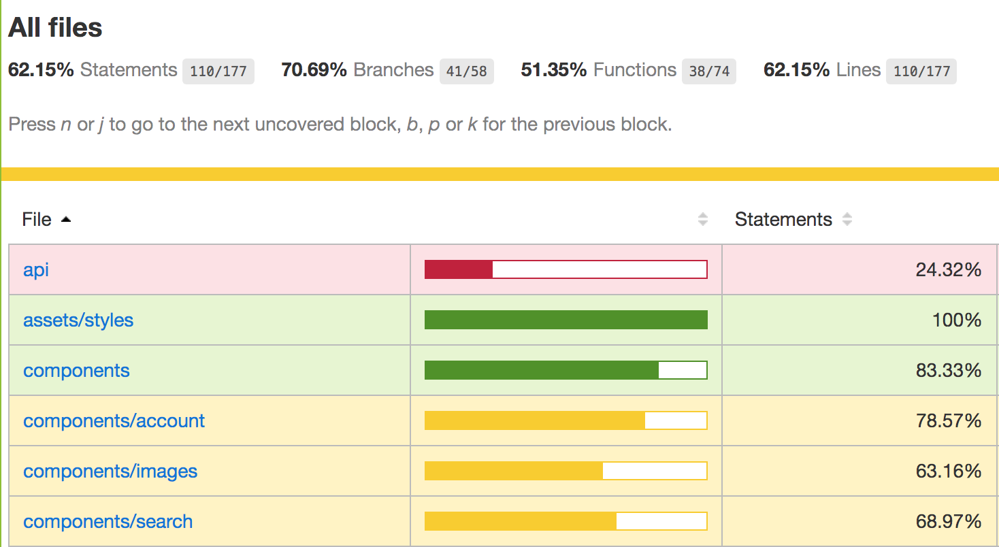 All files
62.15% Statements 110/177 70.69% Branches 41/58 51.35% Functions 38/74 62.15% Lines 110/177
Press n or j to go to the next uncovered block, b, p or k for the previous block.
File Statements
api 24.32%
assets/styles 100%
components 83.33%
components/account 78.57%
components/images 63.16%
components/search 68.97%